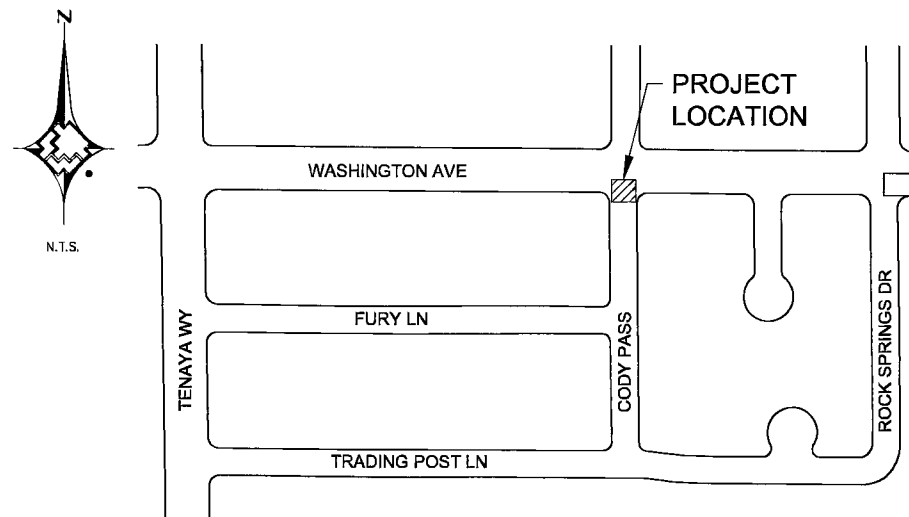 N
PROJECT
LOCATION
WASHINGTON AVE
N.T.S.
TENAYA WY
FURY LN
CODY PASS
ROCK SPRINGS DR
TRADING POST LN